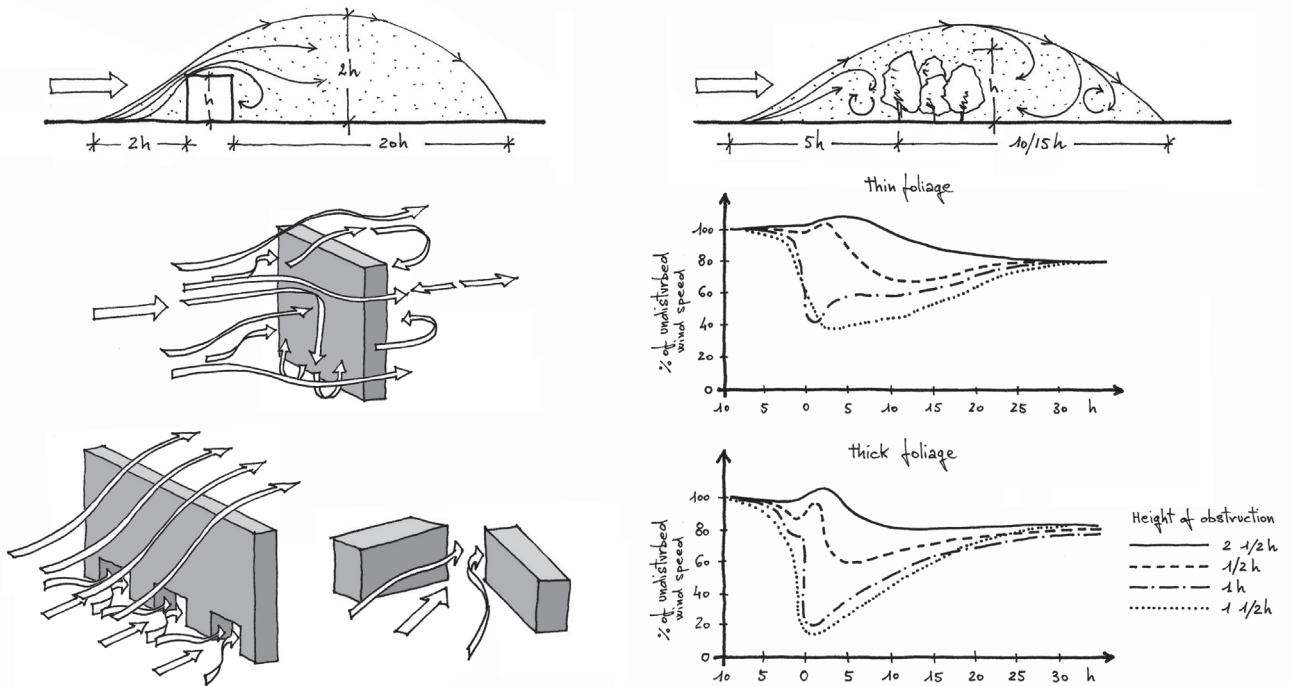 2h
h
2h
20h
h
5h
10/15h
thin foliage
% of undisturbed
wind speed
100
80
60
40
20
0
10 5 0 5 10 15 20 25 30 h
thick foliage
% of undisturbed
wind speed
100
80
60
40
20
0
10 5 0 5 10 15 20 25 30 h
Height of obstruction
2 1/2h
1/2h
1h
1 1/2h